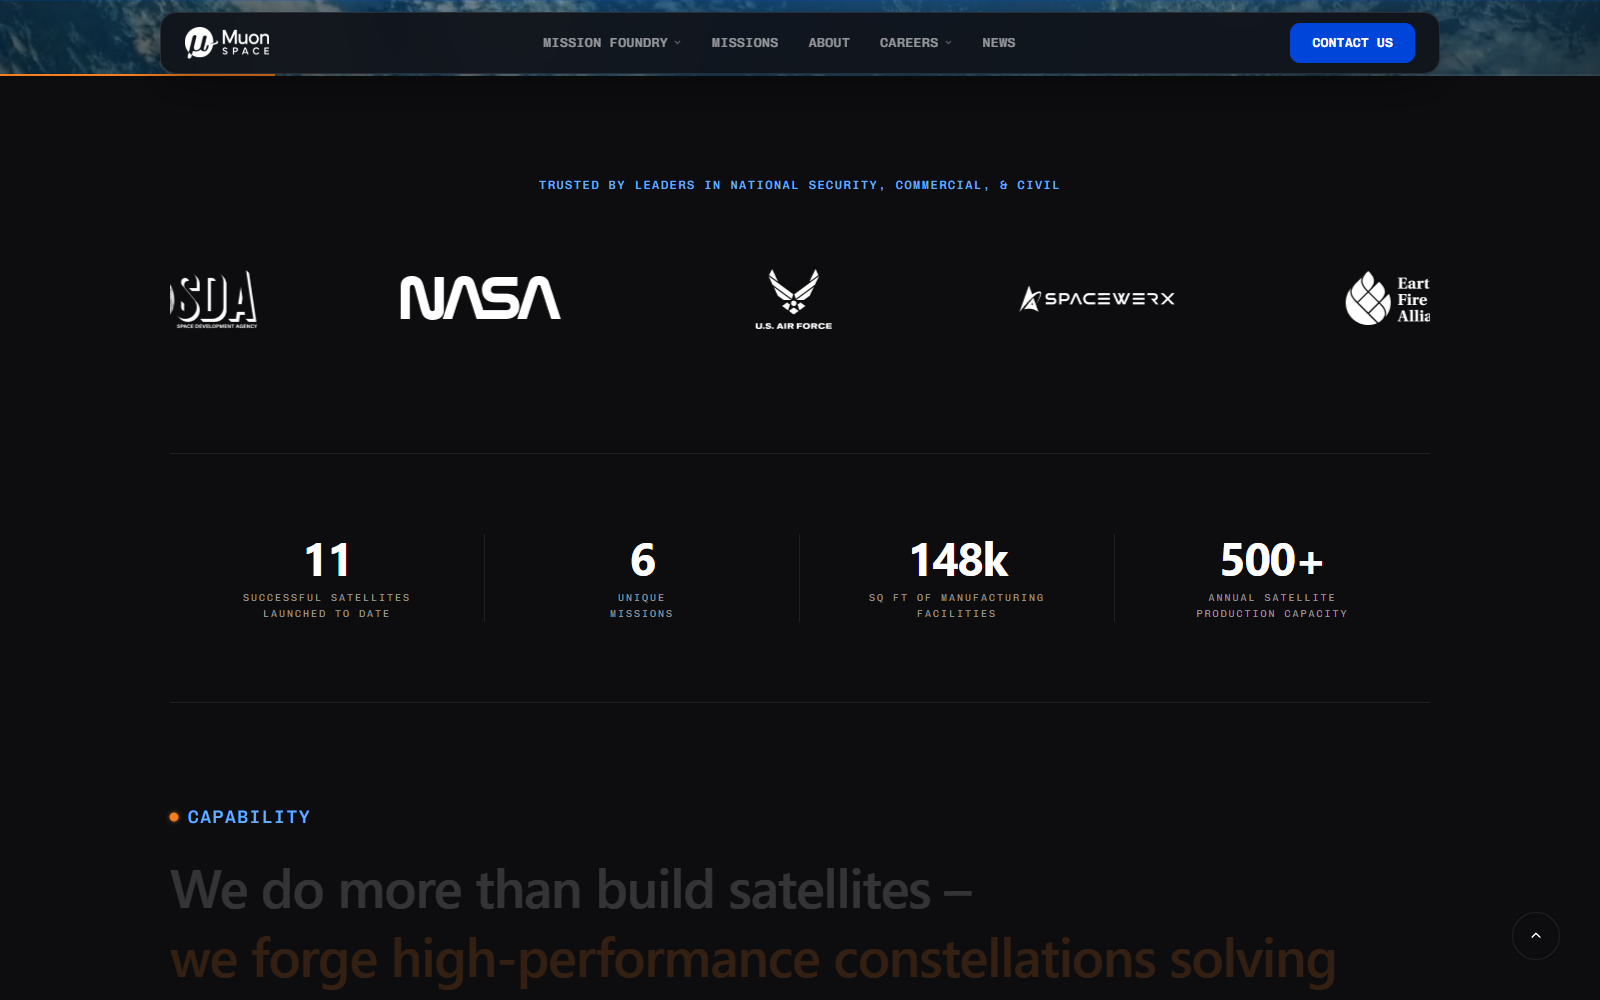 Muon
SPACE
MISSION FOUNDRY
MISSIONS
ABOUT
CAREERS
NEWS
CONTACT US
TRUSTED BY LEADERS IN NATIONAL SECURITY, COMMERCIAL, & CIVIL
SDA
SPACE DEVELOPMENT AGENCY
NASA
U.S. AIR FORCE
SPACEWERX
Eart
Fire
Allia
11
SUCCESSFUL SATELLITES
LAUNCHED TO DATE
6
UNIQUE
MISSIONS
148k
SQ FT OF MANUFACTURING
FACILITIES
500+
ANNUAL SATELLITE
PRODUCTION CAPACITY
CAPABILITY
We do more than build satellites –
we forge high-performance constellations solving